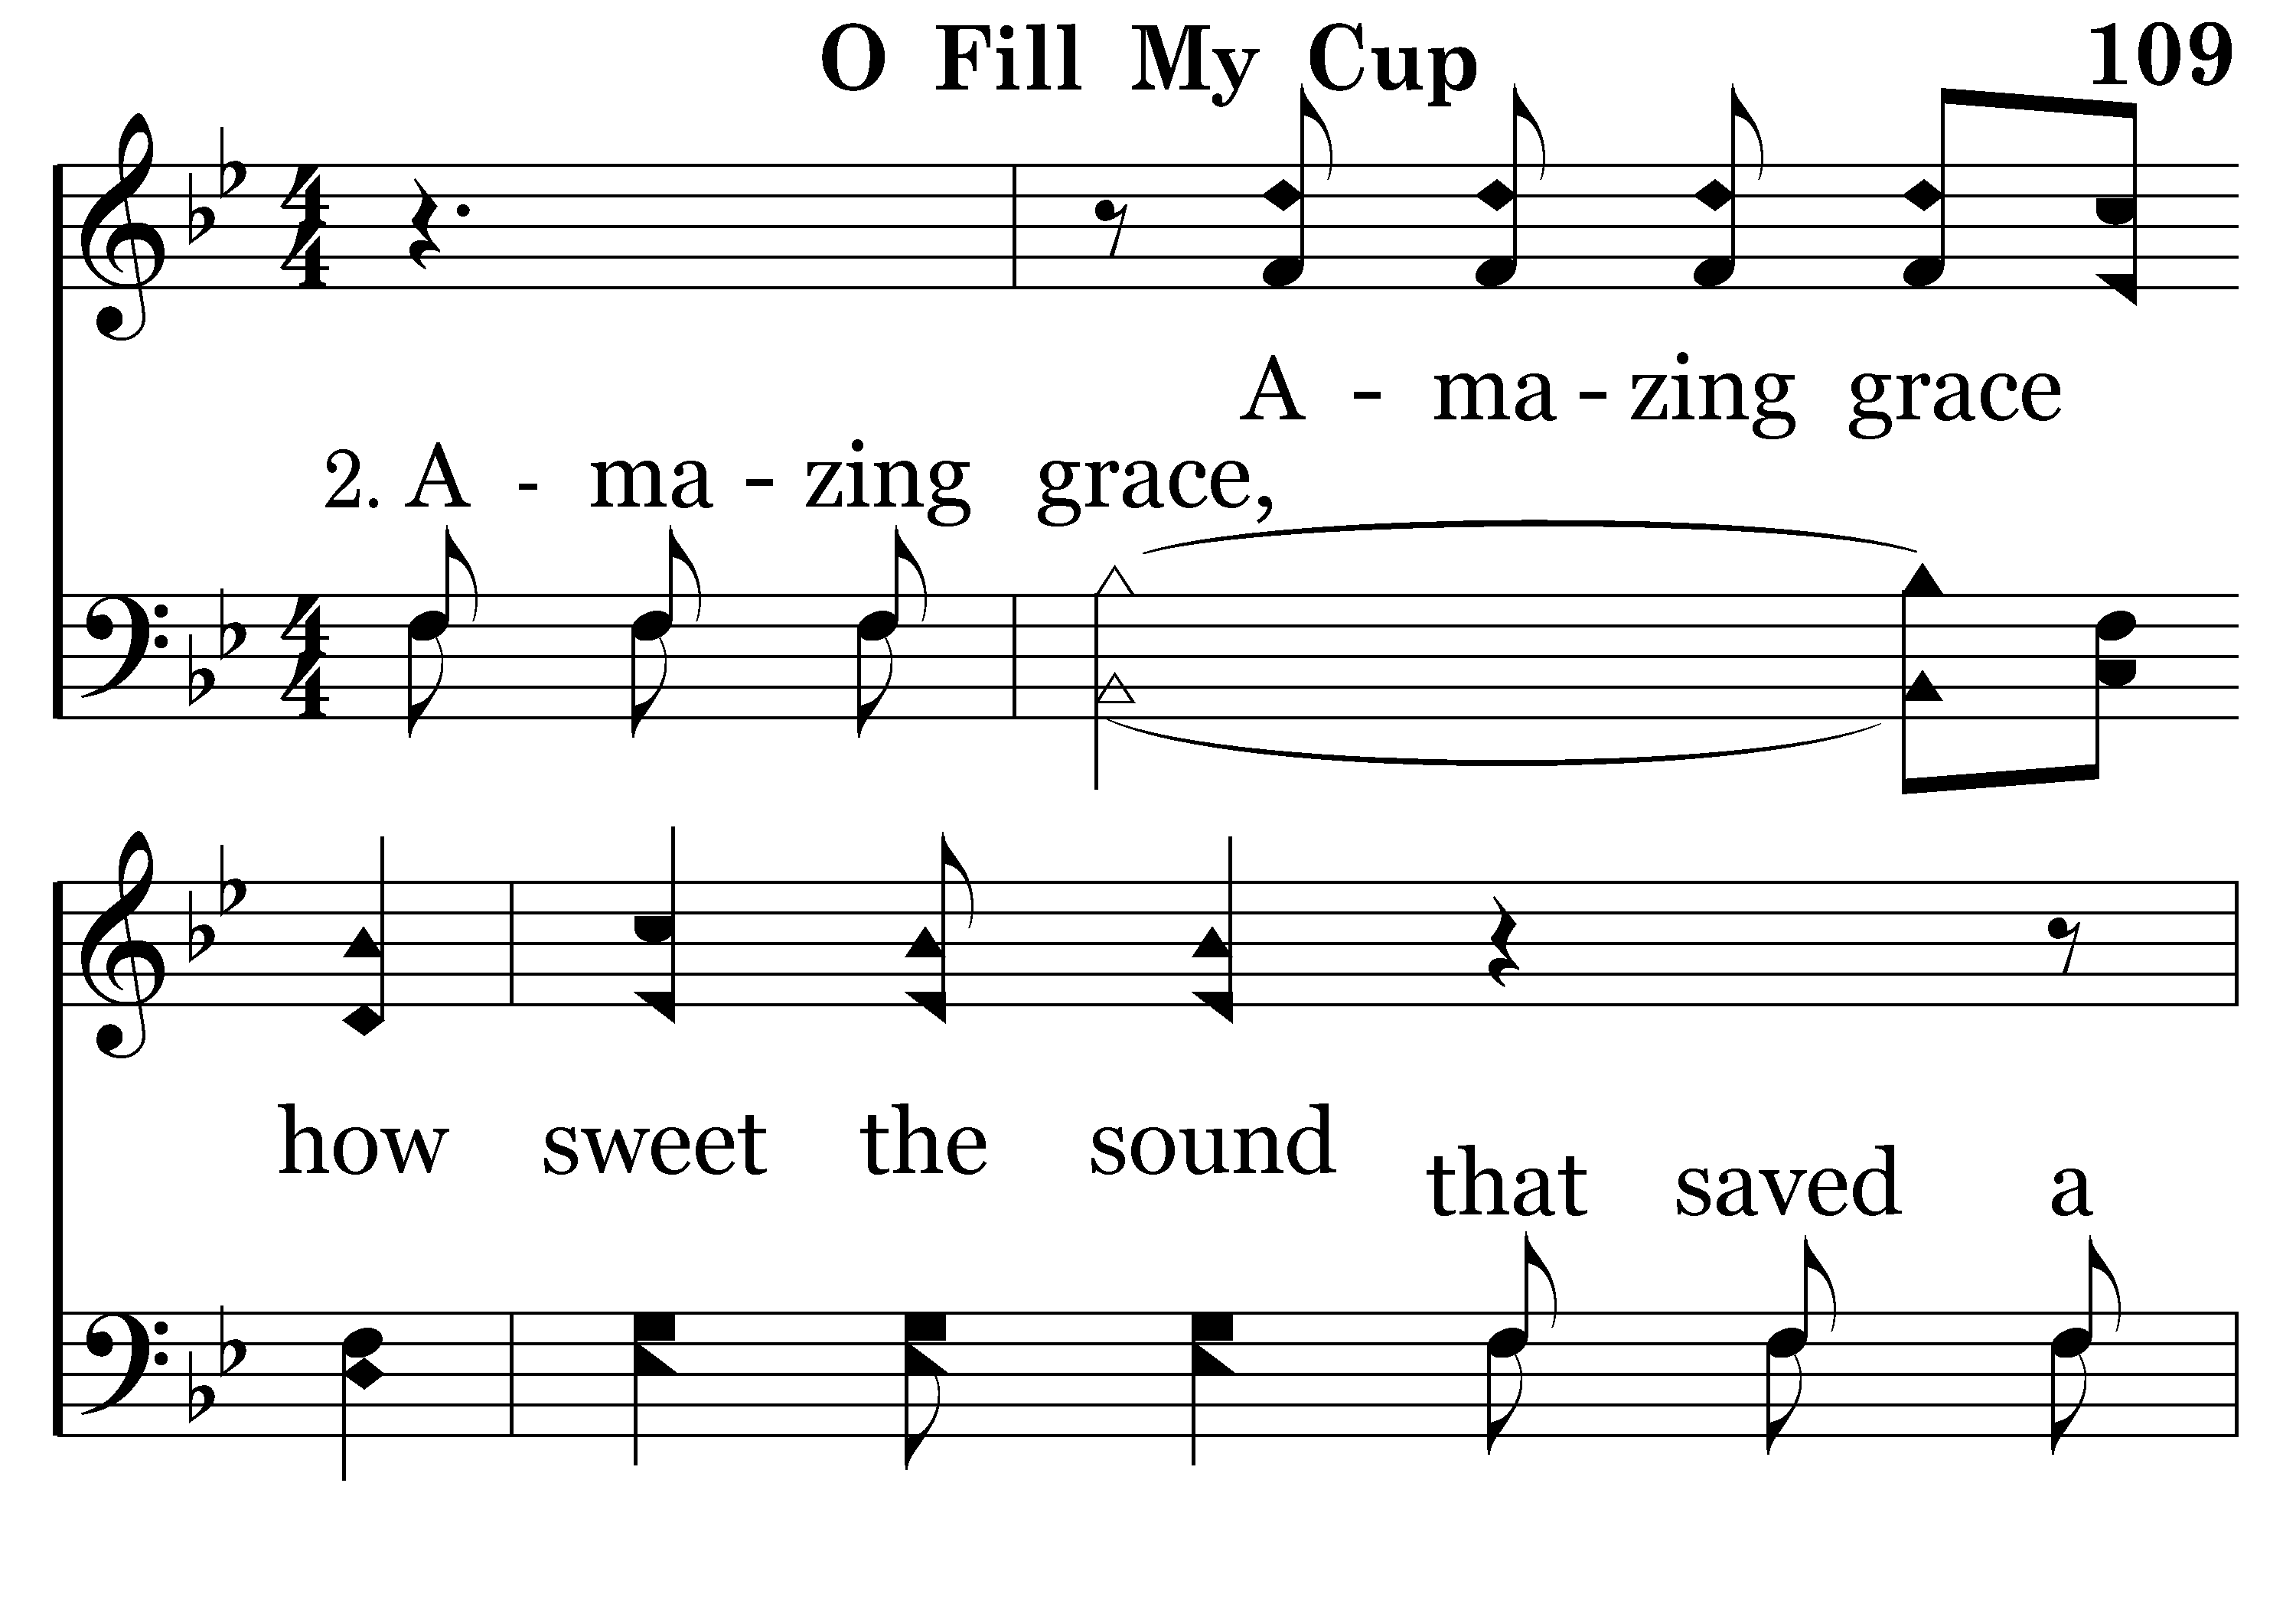 O Fill My Cup 109
A - ma - zing grace
2. A - ma - zing grace,
how sweet the sound
that saved a